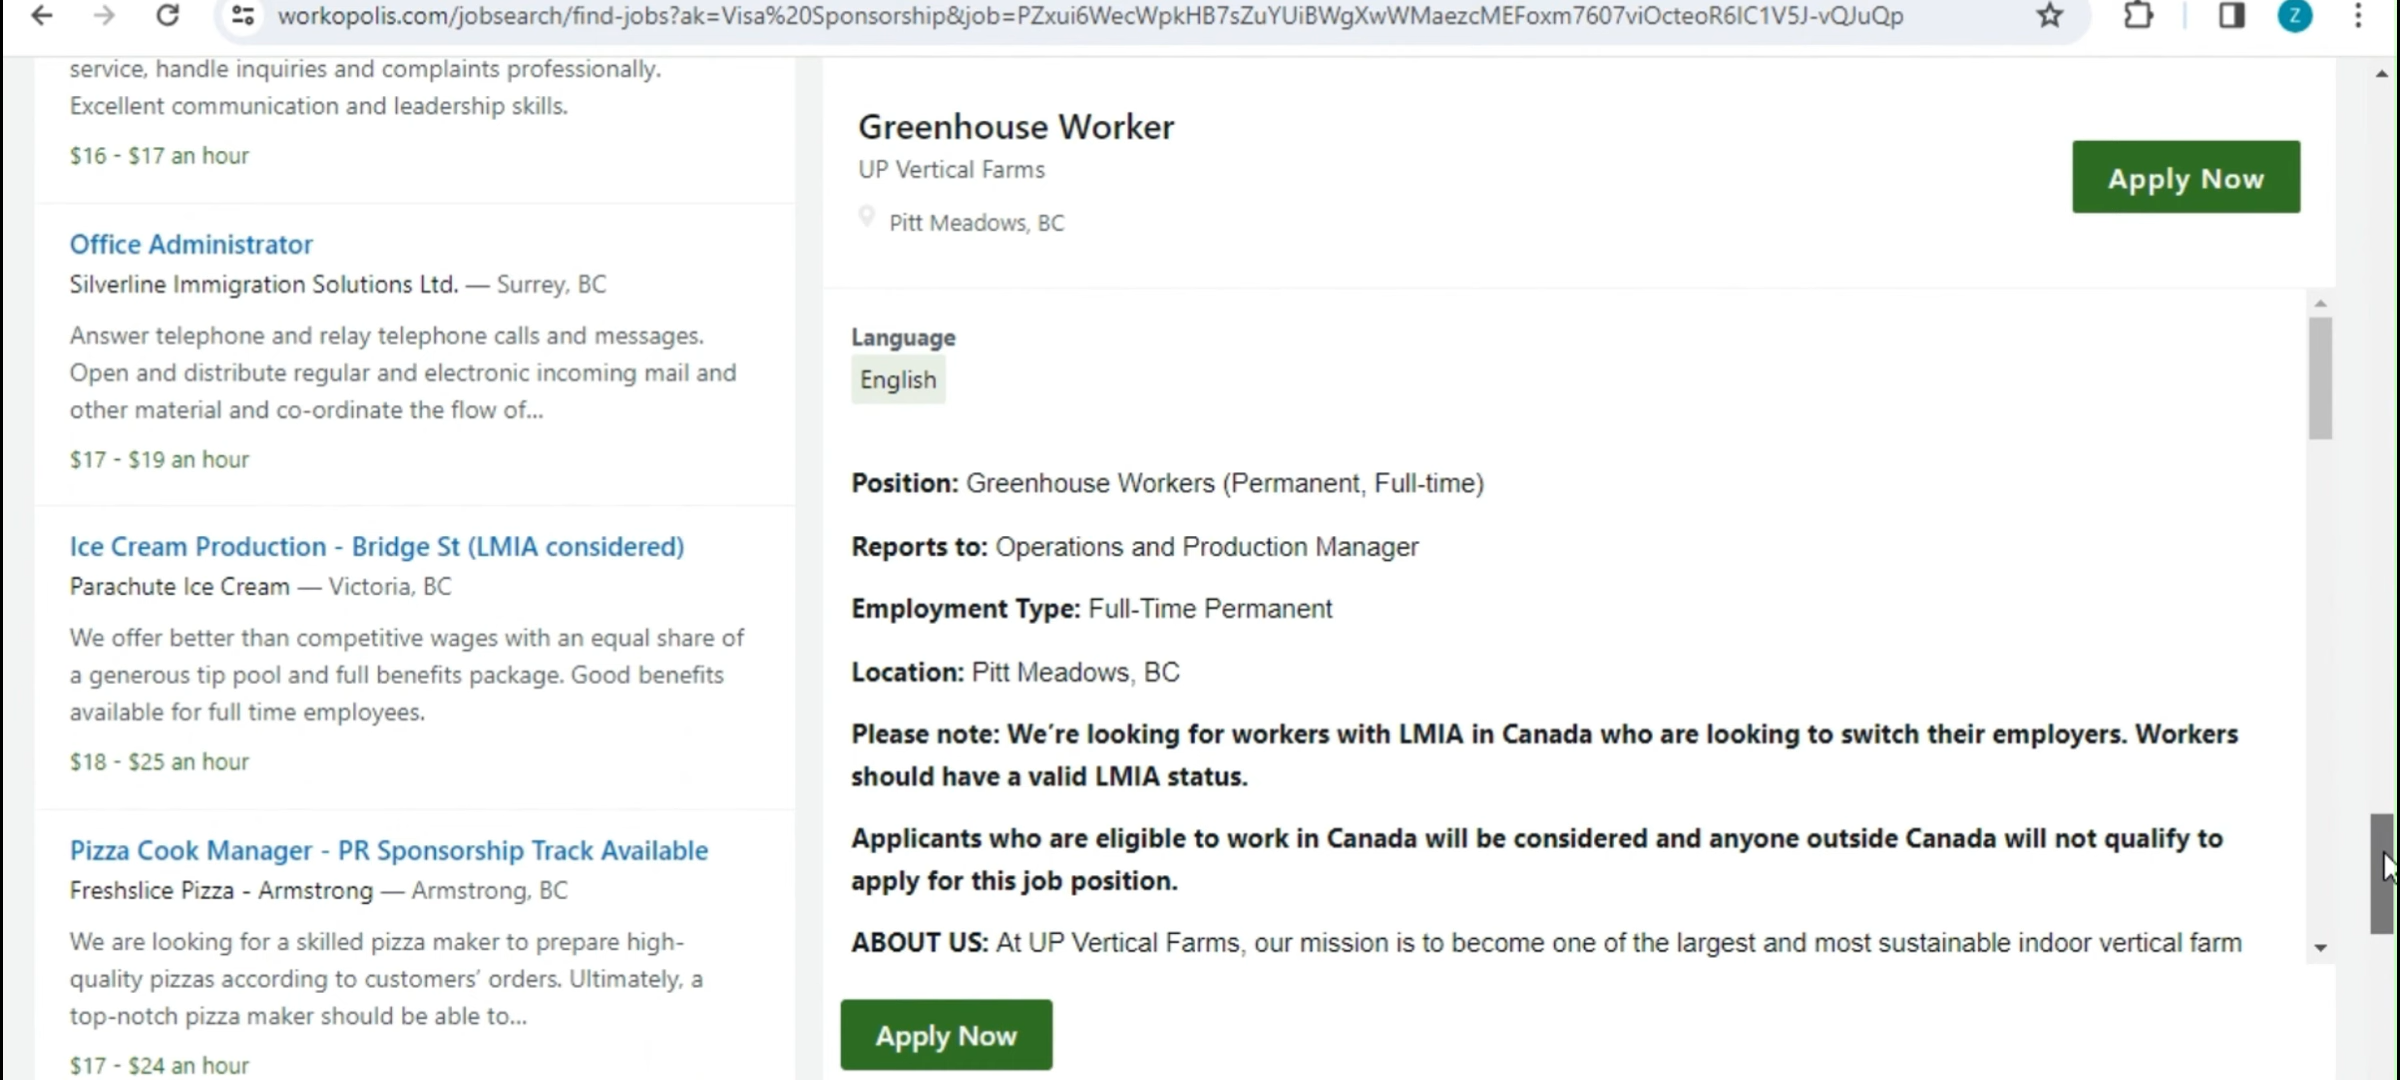 workopolis.com/jobsearch/find-jobs?ak=Visa%20Sponsorship&job=PZxui6WecWpkHB7sZuYUiBWgXwWMaezcMEFoxm7607viOcteoR6IC1V5J-vQJuQp
Z
service, handle inquiries and complaints professionally.
Excellent communication and leadership skills.
$16 - $17 an hour
Office Administrator
Silverline Immigration Solutions Ltd. — Surrey, BC
Answer telephone and relay telephone calls and messages.
Open and distribute regular and electronic incoming mail and
other material and co-ordinate the flow of...
$17 - $19 an hour
Ice Cream Production - Bridge St (LMIA considered)
Parachute Ice Cream — Victoria, BC
We offer better than competitive wages with an equal share of
a generous tip pool and full benefits package. Good benefits
available for full time employees.
$18 - $25 an hour
Pizza Cook Manager - PR Sponsorship Track Available
Freshslice Pizza - Armstrong — Armstrong, BC
We are looking for a skilled pizza maker to prepare high-
quality pizzas according to customers’ orders. Ultimately, a
top-notch pizza maker should be able to...
$17 - $24 an hour
Greenhouse Worker
UP Vertical Farms
Pitt Meadows, BC
Apply Now
Language
English
Position: Greenhouse Workers (Permanent, Full-time)
Reports to: Operations and Production Manager
Employment Type: Full-Time Permanent
Location: Pitt Meadows, BC
Please note: We’re looking for workers with LMIA in Canada who are looking to switch their employers. Workers
should have a valid LMIA status.
Applicants who are eligible to work in Canada will be considered and anyone outside Canada will not qualify to
apply for this job position.
ABOUT US: At UP Vertical Farms, our mission is to become one of the largest and most sustainable indoor vertical farm
Apply Now